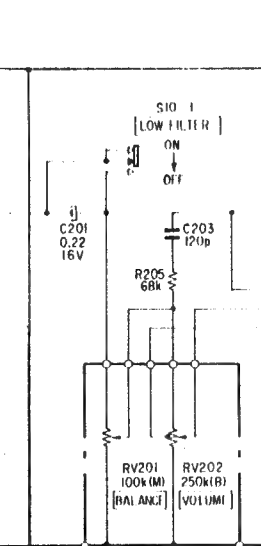 S10 1
[LOW FILTER ]
ON
OFF
C201
0.22
16V
C203
120p
R205
68k
RV201
100k(M)
[BALANCE]
RV202
250k(B)
[VOLUME]